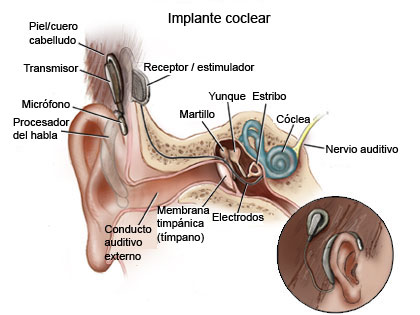 Implante coclear
Piel/cuero
cabelludo
Transmisor
Receptor / estimulador
Micrófono
Procesador
del habla
Yunque
Estribo
Martillo
Cóclea
Nervio auditivo
Conducto
auditivo
externo
Membrana
timpánica
(tímpano)
Electrodos